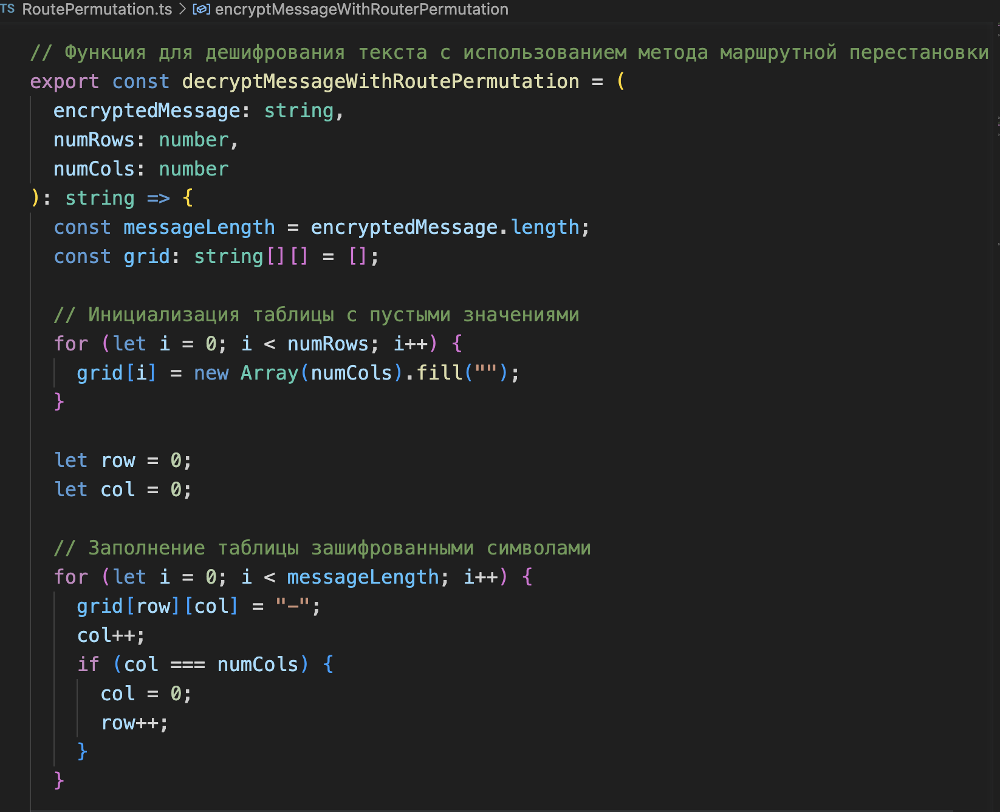 TS RoutePermutation.ts > encryptMessageWithRouterPermutation
// Функция для дешифрования текста с использованием метода маршрутной перестановки
export const decryptMessageWithRoutePermutation = (
  encryptedMessage: string,
  numRows: number,
  numCols: number
): string => {
  const messageLength = encryptedMessage.length;
  const grid: string[][] = [];
  // Инициализация таблицы с пустыми значениями
  for (let i = 0; i < numRows; i++) {
    grid[i] = new Array(numCols).fill("");
  }
  let row = 0;
  let col = 0;
  // Заполнение таблицы зашифрованными символами
  for (let i = 0; i < messageLength; i++) {
    grid[row][col] = "—";
    col++;
    if (col === numCols) {
      col = 0;
      row++;
    }
  }